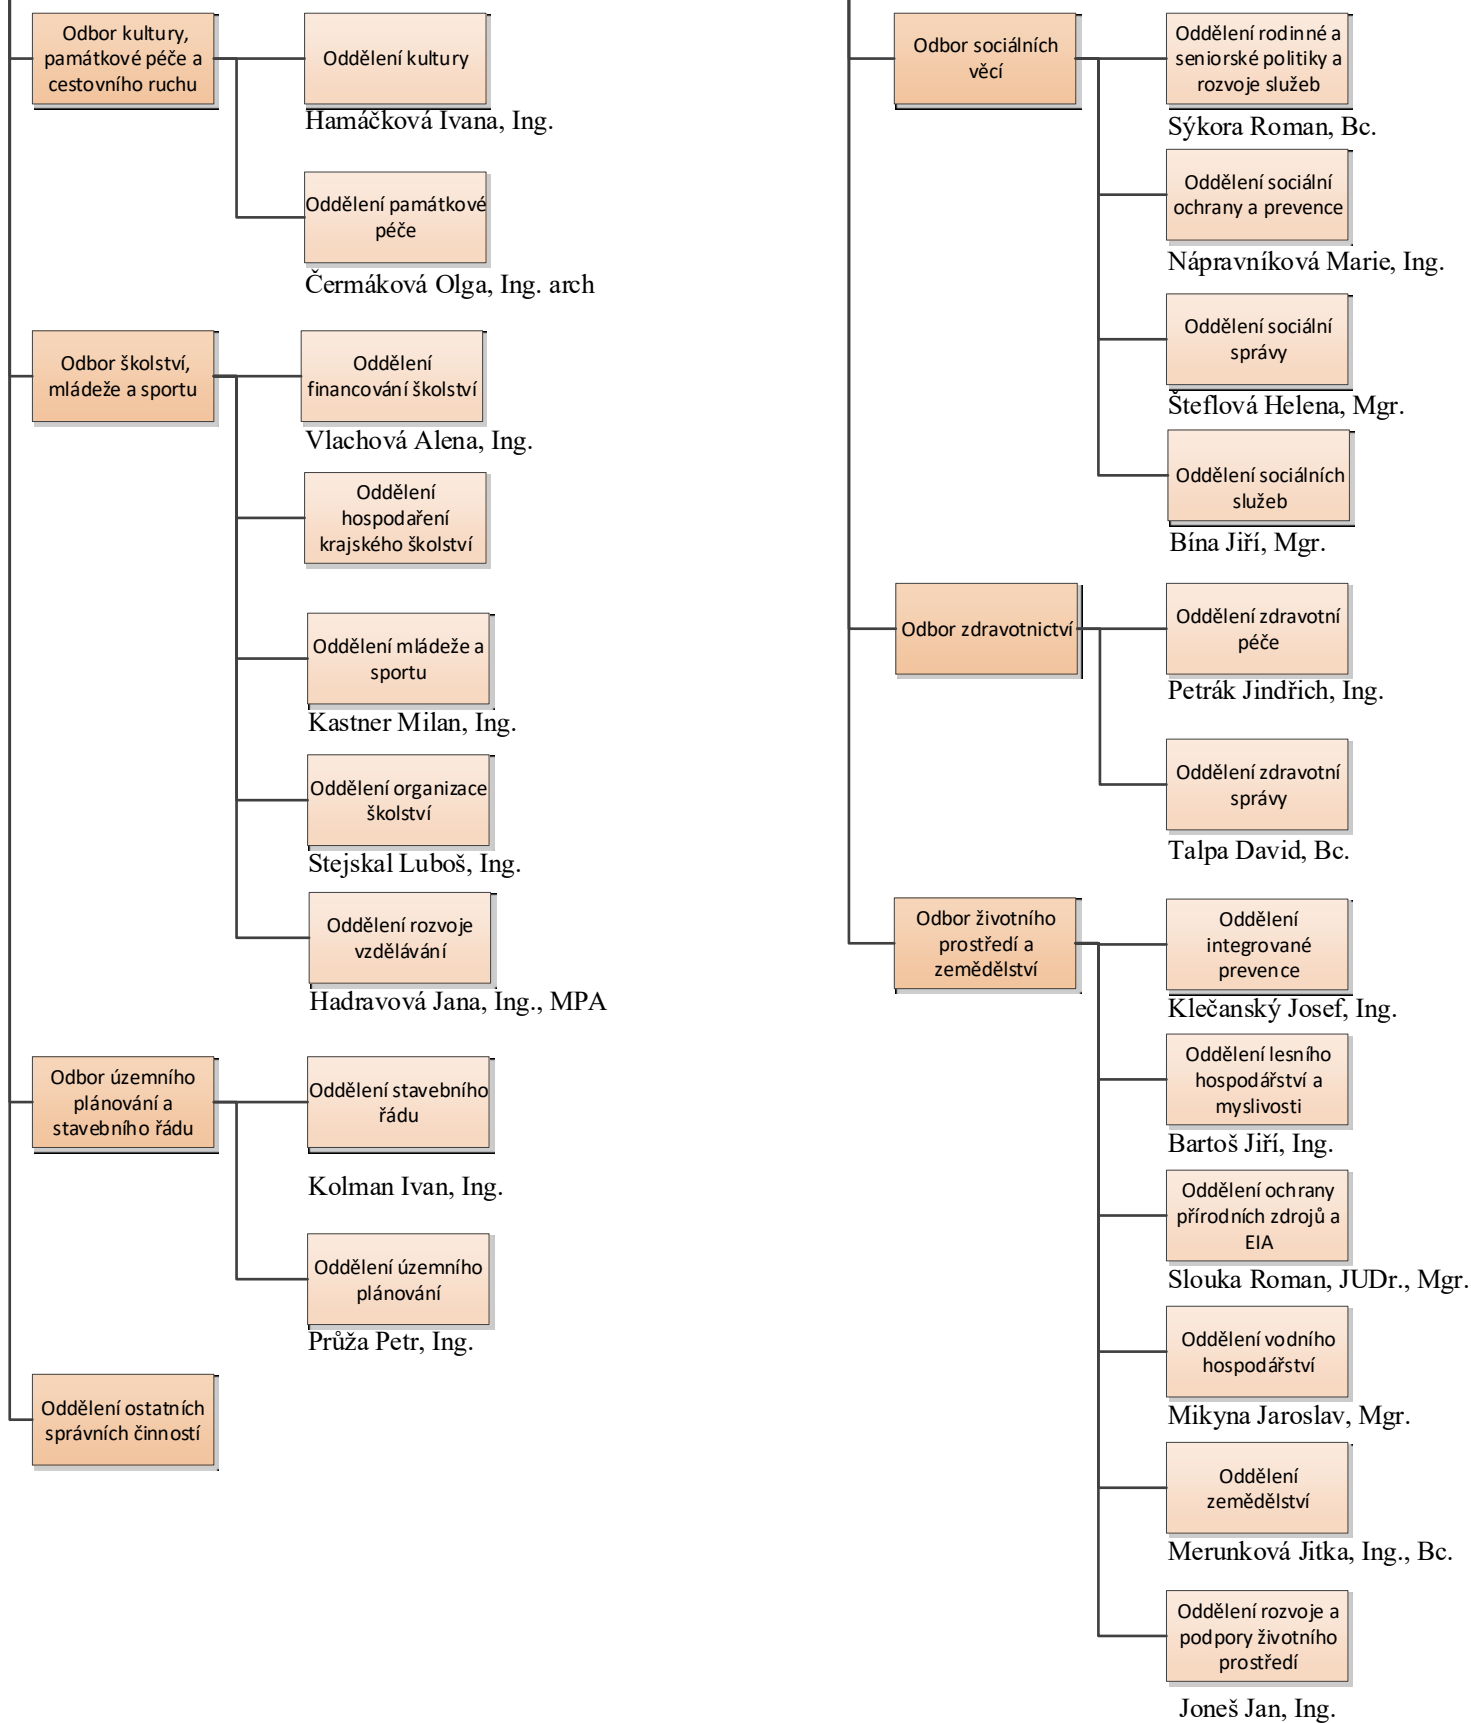 Odbor kultury,
památkové péče a
cestovního ruchu
Oddělení kultury
Hamáčková Ivana, Ing.
Oddělení památkové
péče
Čermáková Olga, Ing. arch
Odbor školství,
mládeže a sportu
Oddělení
financování školství
Vlachová Alena, Ing.
Oddělení
hospodaření
krajského školství
Oddělení mládeže a
sportu
Kastner Milan, Ing.
Oddělení organizace
školství
Stejskal Luboš, Ing.
Oddělení rozvoje
vzdělávání
Hadravová Jana, Ing., MPA
Odbor územního
plánování a
stavebního řádu
Oddělení stavebního
řádu
Kolman Ivan, Ing.
Oddělení územního
plánování
Průža Petr, Ing.
Oddělení ostatních
správních činností
Odbor sociálních
věcí
Oddělení rodinné a
seniorské politiky a
rozvoje služeb
Sýkora Roman, Bc.
Oddělení sociální
ochrany a prevence
Nápravníková Marie, Ing.
Oddělení sociální
správy
Šteflová Helena, Mgr.
Oddělení sociálních
služeb
Bína Jiří, Mgr.
Odbor zdravotnictví
Oddělení zdravotní
péče
Petrák Jindřich, Ing.
Oddělení zdravotní
správy
Talpa David, Bc.
Odbor životního
prostředí a
zemědělství
Oddělení
integrované
prevence
Klečanský Josef, Ing.
Oddělení lesního
hospodářství a
myslivosti
Bartoš Jiří, Ing.
Oddělení ochrany
přírodních zdrojů a
EIA
Slouka Roman, JUDr., Mgr.
Oddělení vodního
hospodářství
Mikyna Jaroslav, Mgr.
Oddělení
zemědělství
Merunková Jitka, Ing., Bc.
Oddělení rozvoje a
podpory životního
prostředí
Joneš Jan, Ing.